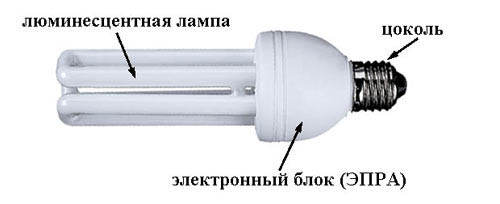 люминесцентная лампа
цоколь
электронный блок (ЭПРА)